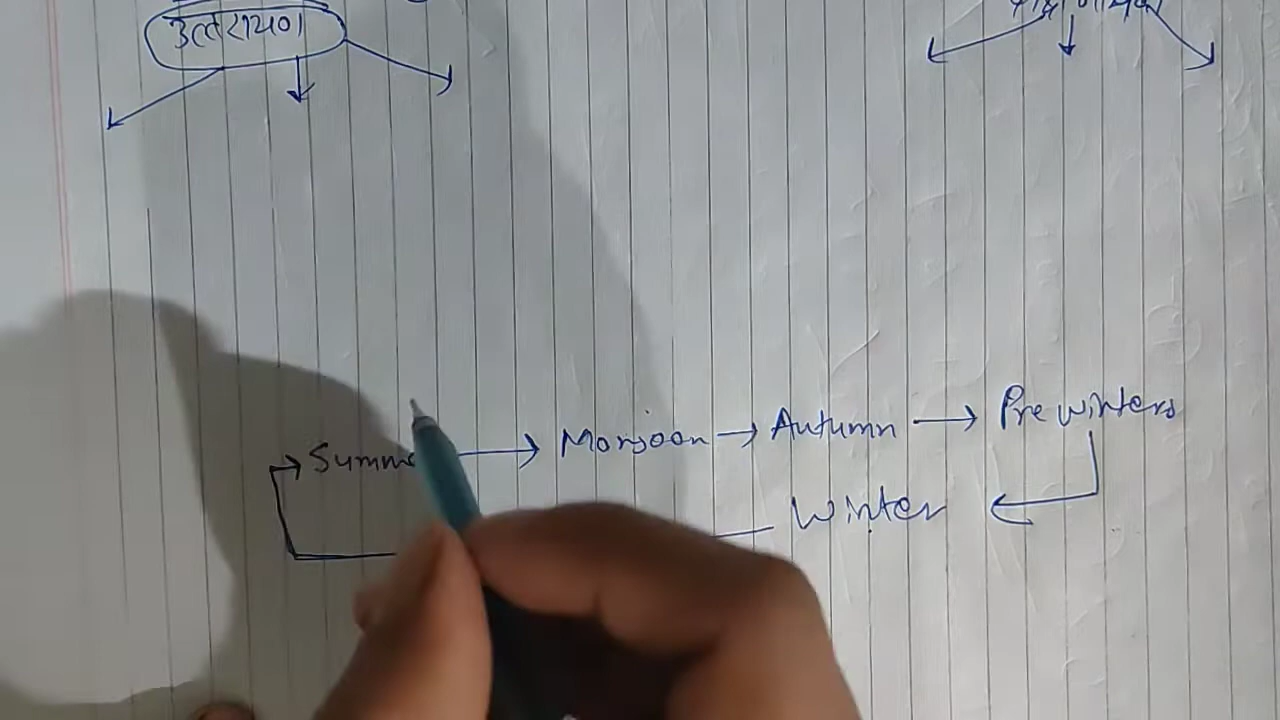 उत्तरायण
Summe → Monsoon → Autumn → Pre winters
Winter